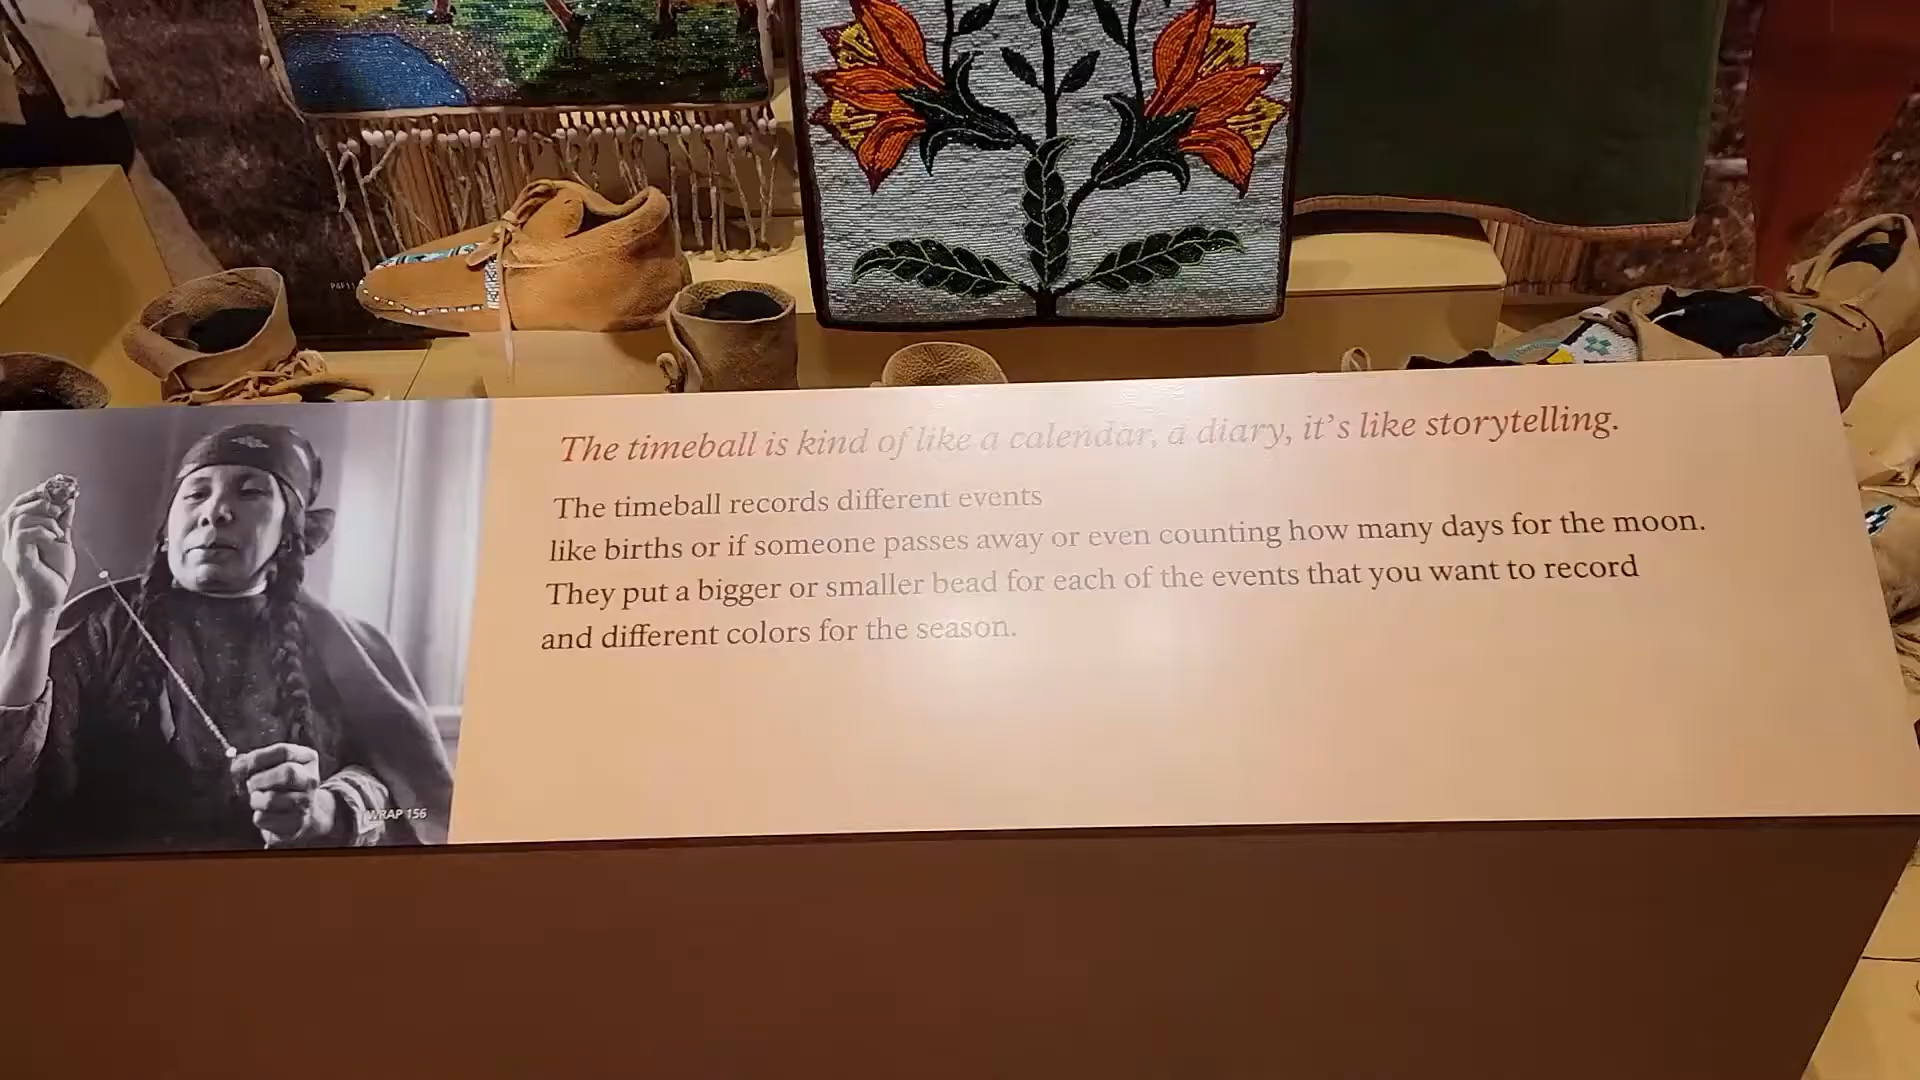 The timeball is kind of like a calendar, a diary, it's like storytelling.
The timeball records different events
like births or if someone passes away or even counting how many days for the moon.
They put a bigger or smaller bead for each of the events that you want to record
and different colors for the season.
WRAP 156